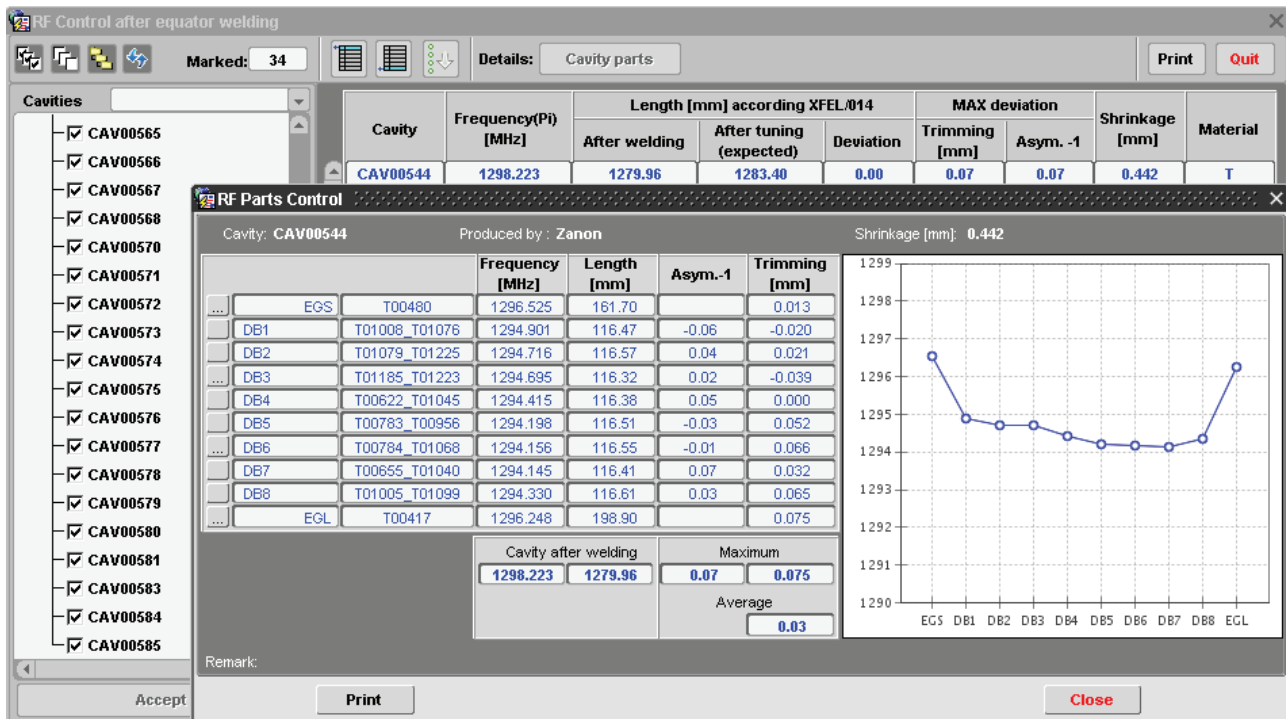 RF Control after equator welding
Marked: 34 Details: Cavity parts Print Quit
Cavities
CAV00565
CAV00566
CAV00567
CAV00568
CAV00570
CAV00571
CAV00572
CAV00573
CAV00574
CAV00575
CAV00576
CAV00577
CAV00578
CAV00579
CAV00580
CAV00581
CAV00583
CAV00584
CAV00585
Accept
Cavity Frequency(Pi) [MHz] Length [mm] according XFEL/014 MAX deviation Shrinkage [mm] Material
After welding After tuning (expected) Deviation Trimming [mm] Asym. -1
CAV00544 1298.223 1279.96 1283.40 0.00 0.07 0.07 0.442 T
RF Parts Control
Cavity: CAV00544 Produced by : Zanon Shrinkage [mm]: 0.442
Frequency [MHz] Length [mm] Asym.-1 Trimming [mm]
... EGS T00480 1296.525 161.70 0.013
DB1 T01008_T01076 1294.901 116.47 -0.06 -0.020
DB2 T01079_T01225 1294.716 116.57 0.04 0.021
... DB3 T01185_T01223 1294.695 116.32 0.02 -0.039
DB4 T00622_T01045 1294.415 116.38 0.05 0.000
DB5 T00783_T00956 1294.198 116.51 -0.03 0.052
... DB6 T00784_T01068 1294.156 116.55 -0.01 0.066
DB7 T00655_T01040 1294.145 116.41 0.07 0.032
DB8 T01005_T01099 1294.330 116.61 0.03 0.065
... EGL T00417 1296.248 198.90 0.075
Cavity after welding Maximum
1298.223 1279.96 0.07 0.075
Average
0.03
1299
1298
1297
1296
1295
1294
1293
1292
1291
1290
EGS DB1 DB2 DB3 DB4 DB5 DB6 DB7 DB8 EGL
Remark:
Print Close